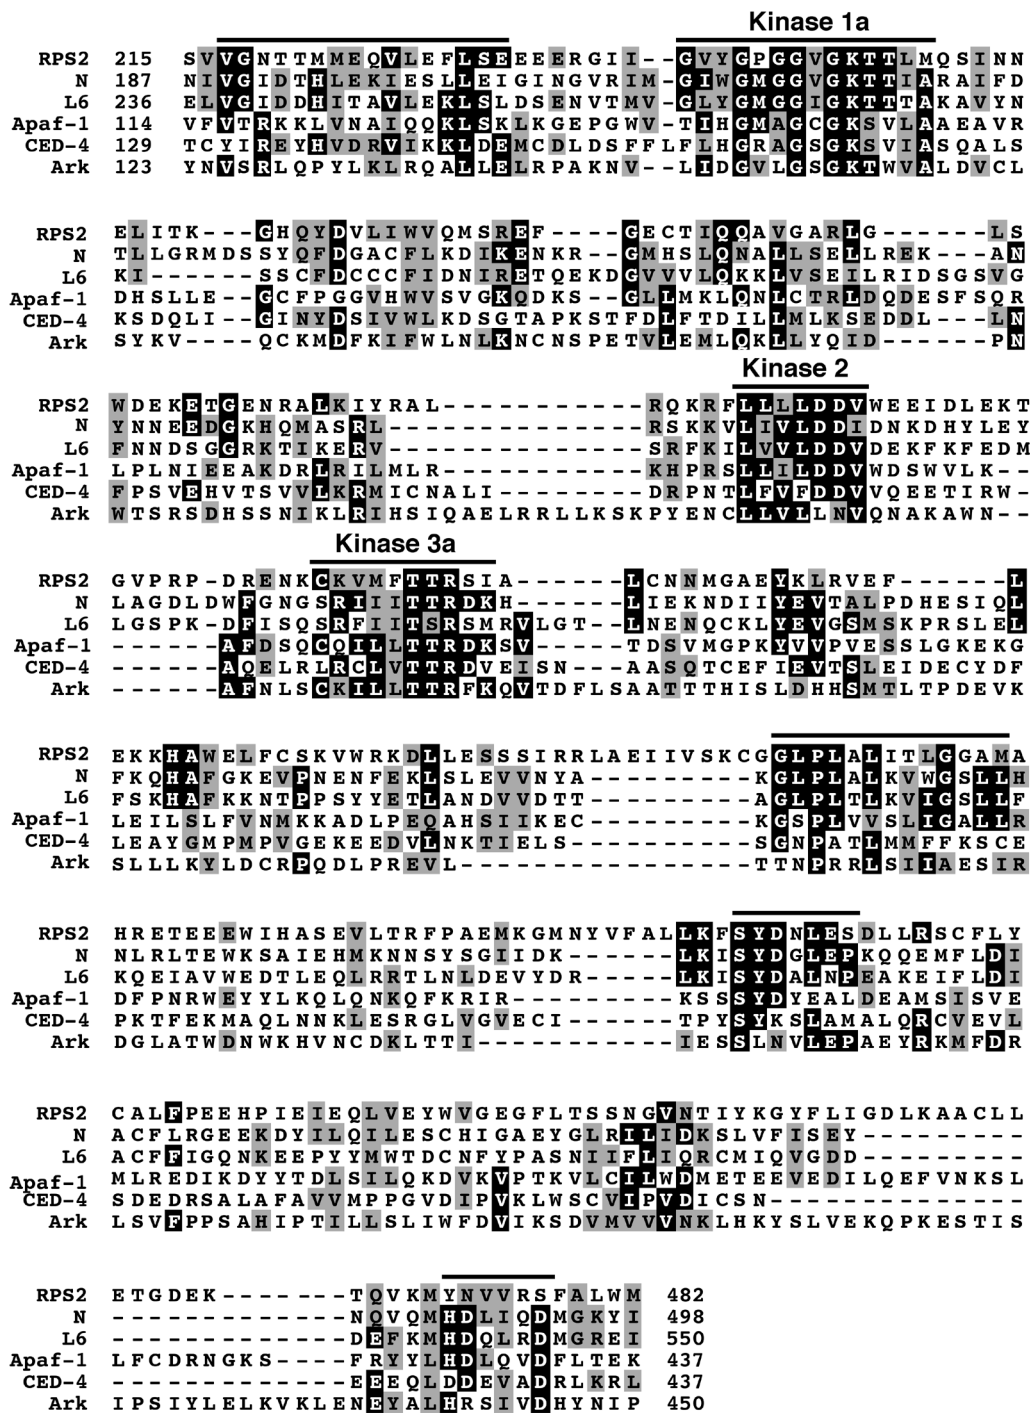 Kinase 1a
RPS2 215 SVVGNTTMMEQVLEFLSEEEERGII--GVYGPGGVGKTTLMQSINN
N 187 NIVGIDTHLEKIESLLEIGINGVRIM-GIWGMGGVGKTTIARAIFD
L6 236 ELVGIDDHITAVLEKLSLDSENVTMV-GLYGMGGIGKTTTAKAVYN
Apaf-1 114 VFVTRKKLVNAIQQKLSKLKGEPGWV-TIHGMAGCGKSVLAAEAVR
CED-4 129 TCYIREYHVDRVIKKLDEMCDLDSFFLFLHGRAGSGKSVIASQALS
Ark 123 YNVSRLQPYLKLRQALLELRPAKNV--LIDGVLGSGKTWVALDVCL
RPS2 ELITK---GHQYDVLIWVQMSREF----GECTIQQAVGARLG------LS
N TLLGRMDSSYQFDGACFLKDIKENKR--GMHSLQNALLSELLREK---AN
L6 KI-----SSCFDCCCFIDNIRETQEKDGVVVLQKKLVSEILRIDSGSVG
Apaf-1 DHSLLE--GCFPGGVHWVSVGKQDKS--GLLMKLQNLCTRLDQDESFSQR
CED-4 KSDQLI--GINYDSIVWLKDSGTAPKSTFDLFTDILLMLKSEDDL---LN
Ark SYKV----QCKMDFKIFWLNLKNCNSPETVLEMLQKLLYQID------PN
Kinase 2
RPS2 WDEKETGENRALKIYRAL-----------RQKRFLLLLDDVWEEIDLEKT
N YNNEEDGKHQMASRL--------------RSKKVLIVLDDIDNKDHYLEY
L6 FNNDSGGRKTIKERV--------------SRFKILVVLDDVDEKFKFEDM
Apaf-1 LPLNIEEAKDRLRILMLR-----------KHPRSLLILDDVWDSWVLK--
CED-4 FPSVEHVTSVVLKRMICNALI--------DRPNTLFVFDDVVQEETIRW-
Ark WTSRSDHSSNIKLRIHSIQAELRRLLKSKPYENCLLVLLNVQNAKAWN--
Kinase 3a
RPS2 GVPRP-DRENKCKVMFTTRSIA------LCNNMGAEYKLRVEF------L
N LAGDLDWFGNGSRIIITTRDKH------LIEKNDIIYEVTALPDHESIQL
L6 LGSPK-DFISQSRFIITSRSMRVLGT--LNENQCKLYEVGSMSKPRSLEL
Apaf-1 ------AFDSQCQILLTTRDKSV-----TDSVMGPKYVVPVESSLGKEKG
CED-4 ------AQELRLRCLVTTRDVEISN---AASQTCEFIEVTSLEIDECYDF
Ark ------AFNLSCKILLTTRFKQVTDFLSAATTTHISLDHHSMTLTPDEVK
RPS2 EKKHAWELFCSKVWRKDLLESSSIRRLAEIIVSKCGGLPLALITLGGAMA
N FKQHAFGKEVPNENFEKLSLEVVNYA---------KGLPLALKVWGSLLH
L6 FSKHAFKKNTPPSYYETLANDVVDTT---------AGLPLTLKVIGSLLF
Apaf-1 LEILSLFVNMKKADLPEQAHSIIKEC---------KGSPLVVSLIGALLR
CED-4 LEAYGMPMPVGEKEEDVLNKTIELS----------SGNPATLMMFFKSCE
Ark SLLLKYLDCRPQDLPREVL----------------TTNPRRLSIIAESIR
RPS2 HRETEEEWIHASEVLTRFPAEMKGMNYVFALLKFSYDNLESDLLRSCFLY
N NLRLTEWKSAIEHMKNNSYSGIIDK------LKISYDGLEPKQQEMFLDI
L6 KQEIAVWEDTLEQLRRTLNLDEVYDR-----LKISYDALNPEAKEIFLDI
Apaf-1 DFPNRWEYYLKQLQNKQFKRIR---------KSSSYDYEALDEAMSISVE
CED-4 PKTFEKMAQLNNKLESRGLVGVECI------TPYSYKSLAMALQRCVEVL
Ark DGLATWDNWKHVNCDKLTTI-----------IESSLNVLEPAEYRKMFDR
RPS2 CALFPEEHPIEIEQLVEYWVGEGFLTSSNGVNTIYKGYFLIGDLKAACLL
N ACFLRGEEKDYILQILESCHIGAEYGLRILIDKSLVFISEY---------
L6 ACFFIGQNKEEPYYMWTDCNFYPASNIIFLIQRCMIQVGDD---------
Apaf-1 MLREDIKDYYTDLSILQKDVKVPTKVLCILWDMETEEVEDILQEFVNKSL
CED-4 SDEDRSALAFAVVMPPGVDIPVKLWSCVIPVDICSN--------------
Ark LSVFPPSAHIPTILLSLIWFDVIKSDVMVVVNKLHKYSLVEKQPKESTIS
RPS2 ETGDEK-------TQVKMYNVVRSFALWM 482
N -------------NQVQMHDLIQDMGKYI 498
L6 -------------DEFKMHDQLRDMGREI 550
Apaf-1 LFCDRNGKS----FRYYLHDLQVDFLTEK 437
CED-4 -------------EEEQLDDEVADRLKRL 437
Ark IPSIYLELKVKLENEYALHRSIVDHYNIP 450